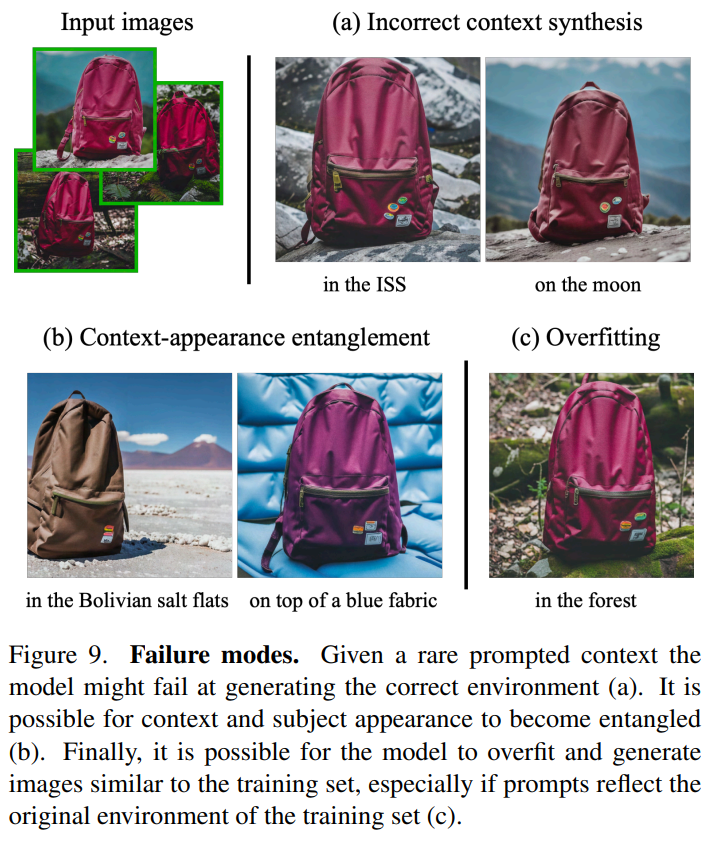 Input images
(a) Incorrect context synthesis
in the ISS
on the moon
(b) Context-appearance entanglement
(c) Overfitting
in the Bolivian salt flats
on top of a blue fabric
in the forest
Figure 9. Failure modes. Given a rare prompted context the
model might fail at generating the correct environment (a). It is
possible for context and subject appearance to become entangled
(b). Finally, it is possible for the model to overfit and generate
images similar to the training set, especially if prompts reflect the
original environment of the training set (c).